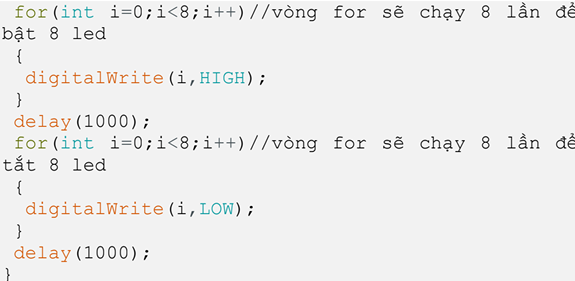 for(int i=0;i<8;i++)//vòng for sẽ chạy 8 lần để
bật 8 led
{
digitalWrite(i,HIGH);
}
delay(1000);
for(int i=0;i<8;i++)//vòng for sẽ chạy 8 lần để
tắt 8 led
{
digitalWrite(i,LOW);
}
delay(1000);
}